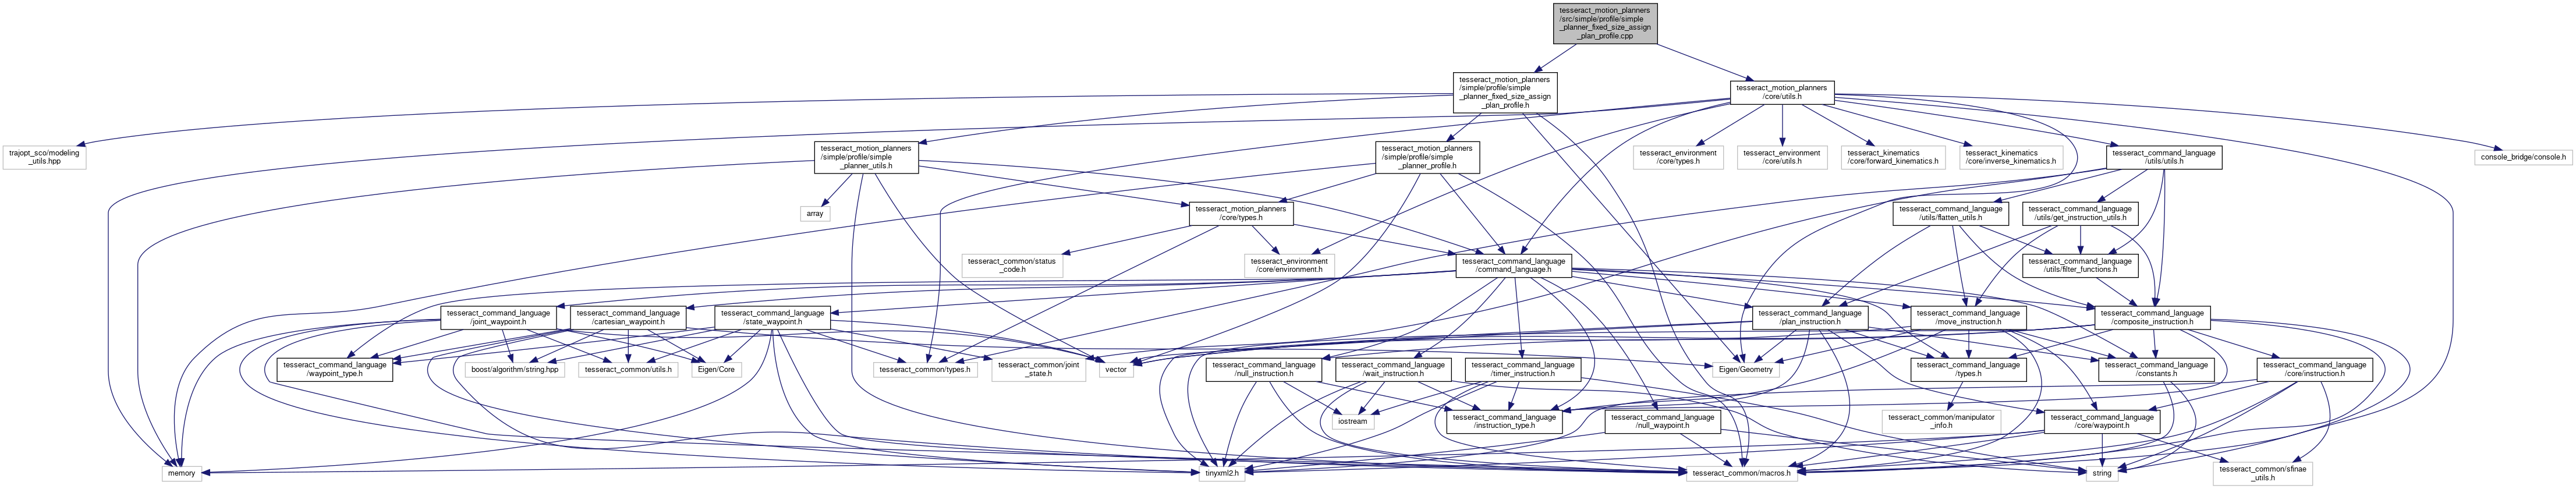 tesseract_motion_planners
/src/simple/profile/simple
_planner_fixed_size_assign
_plan_profile.cpp
tesseract_motion_planners
/simple/profile/simple
_planner_fixed_size_assign
_plan_profile.h
tesseract_motion_planners
/core/utils.h
trajopt_sco/modeling
_utils.hpp
tesseract_motion_planners
/simple/profile/simple
_planner_utils.h
tesseract_motion_planners
/simple/profile/simple
_planner_profile.h
tesseract_environment
/core/types.h
tesseract_environment
/core/utils.h
tesseract_kinematics
/core/forward_kinematics.h
tesseract_kinematics
/core/inverse_kinematics.h
tesseract_command_language
/utils/utils.h
console_bridge/console.h
array
tesseract_motion_planners
/core/types.h
tesseract_command_language
/utils/flatten_utils.h
tesseract_command_language
/utils/get_instruction_utils.h
tesseract_common/status
_code.h
tesseract_environment
/core/environment.h
tesseract_command_language
/command_language.h
tesseract_command_language
/utils/filter_functions.h
tesseract_command_language
/joint_waypoint.h
tesseract_command_language
/cartesian_waypoint.h
tesseract_command_language
/state_waypoint.h
tesseract_command_language
/plan_instruction.h
tesseract_command_language
/move_instruction.h
tesseract_command_language
/composite_instruction.h
tesseract_command_language
/waypoint_type.h
boost/algorithm/string.hpp
tesseract_common/utils.h
Eigen/Core
tesseract_common/types.h
tesseract_common/joint
_state.h
vector
tesseract_command_language
/null_instruction.h
tesseract_command_language
/wait_instruction.h
tesseract_command_language
/timer_instruction.h
Eigen/Geometry
tesseract_command_language
/types.h
tesseract_command_language
/constants.h
tesseract_command_language
/core/instruction.h
iostream
tesseract_command_language
/instruction_type.h
tesseract_command_language
/null_waypoint.h
tesseract_common/manipulator
_info.h
tesseract_command_language
/core/waypoint.h
memory
tinyxml2.h
tesseract_common/macros.h
string
tesseract_common/sfinae
_utils.h